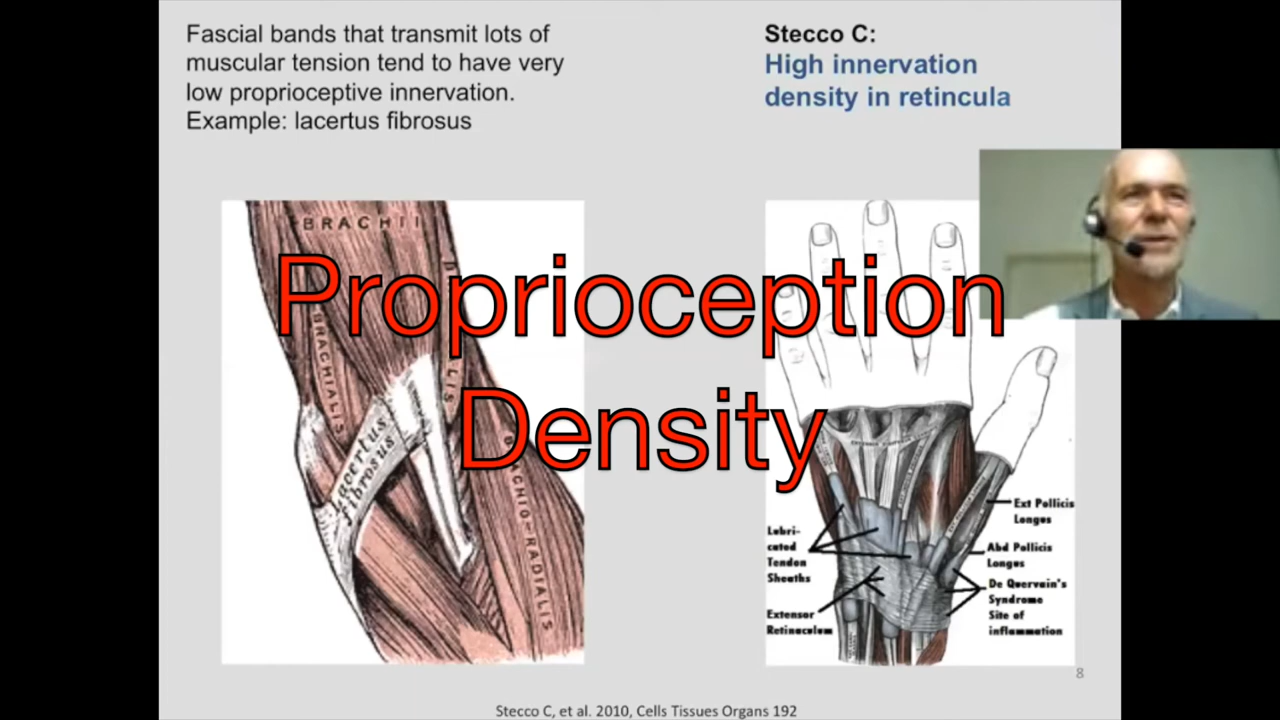 Fascial bands that transmit lots of
muscular tension tend to have very
low proprioceptive innervation.
Example: lacertus fibrosus
Stecco C:
High innervation
density in retincula
Proprioception
Density
BRACHII
BRACHIALIS
lacertus
fibrosus
BRACHIO-RADIALIS
Lubri-
cated
Tendon
Sheaths
Extensor
Retinaculum
Ext Pollicis
Longus
Abd Pollicis
Longus
De Quervain's
Syndrome
Site of
inflammation
8
Stecco C, et al. 2010, Cells Tissues Organs 192